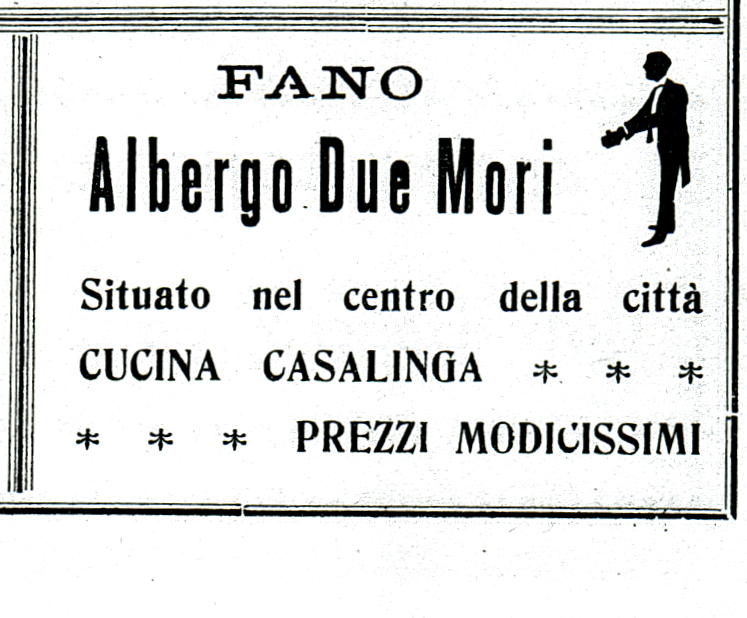 FANO
Albergo Due Mori
Situato nel centro della città
CUCINA CASALINGA * * *
* * * PREZZI MODICISSIMI